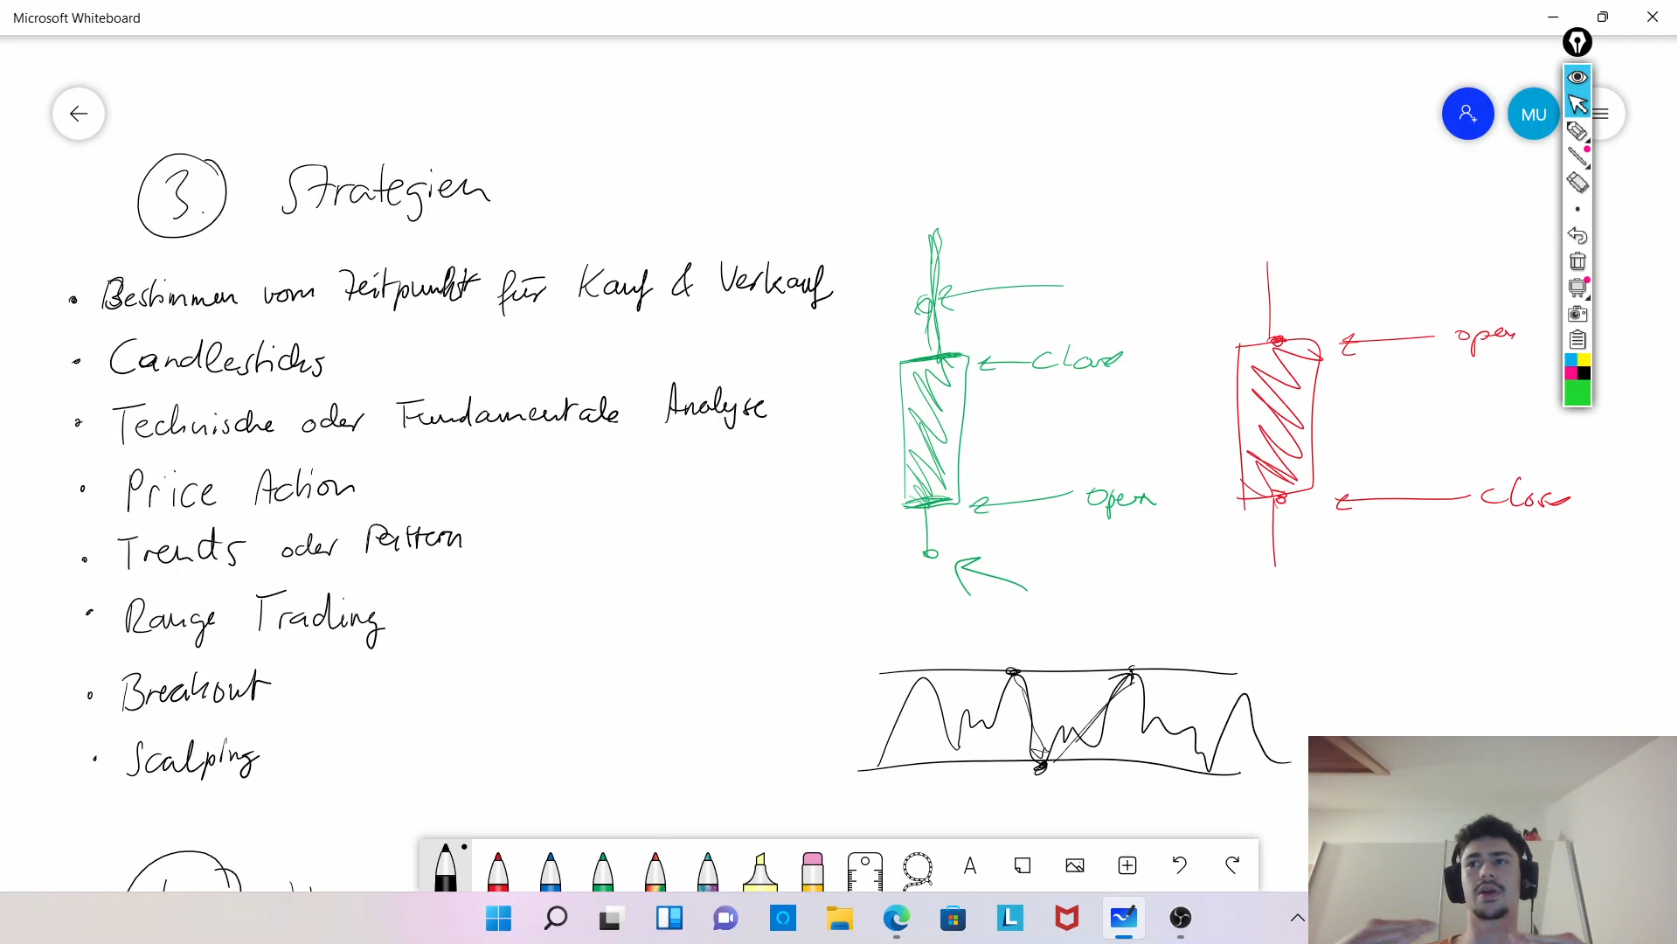 Microsoft Whiteboard
MU
3. Strategien
• Bestimmen vom Zeitpunkt für Kauf & Verkauf
• Candlesticks
• Technische oder Fundamentale Analyse
• Price Action
• Trends oder Pattern
• Range Trading
• Breakout
• Scalping
close
open
open
close
A
L